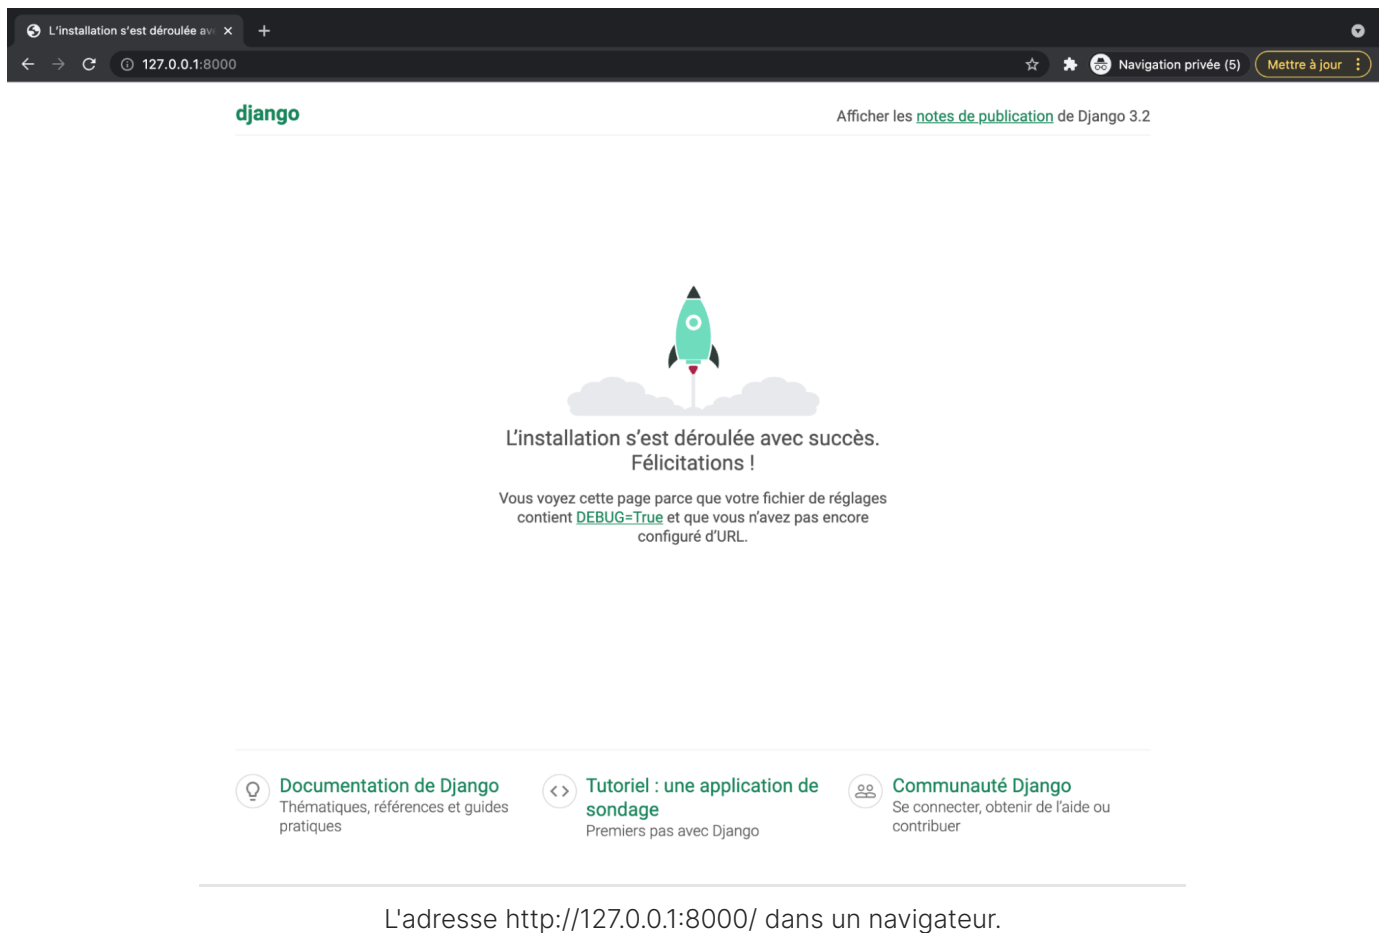 L'installation s'est déroulée av
127.0.0.1:8000
Navigation privée (5)
Mettre à jour
django
Afficher les notes de publication de Django 3.2
L'installation s'est déroulée avec succès.
Félicitations !
Vous voyez cette page parce que votre fichier de réglages
contient DEBUG=True et que vous n'avez pas encore
configuré d'URL.
Documentation de Django
Thématiques, références et guides
pratiques
Tutoriel : une application de
sondage
Premiers pas avec Django
Communauté Django
Se connecter, obtenir de l'aide ou
contribuer
L'adresse http://127.0.0.1:8000/ dans un navigateur.